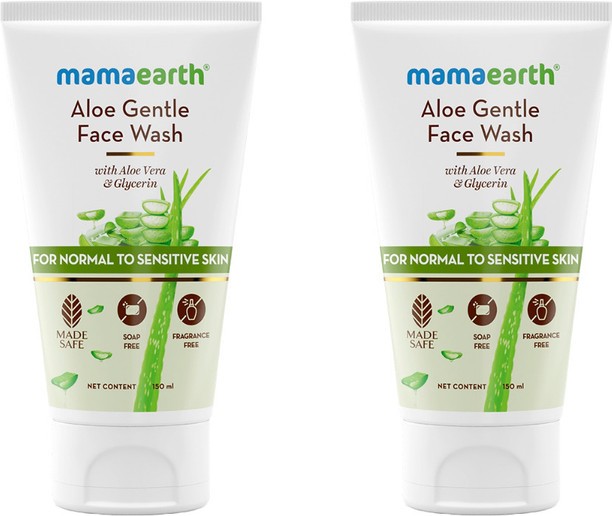 mamaearth®
Aloe Gentle
Face Wash
with Aloe Vera
& Glycerin
FOR NORMAL TO SENSITIVE SKIN
MADE
SAFE
SOAP
FREE
FRAGRANCE
FREE
NET CONTENT 150 ml
mamaearth®
Aloe Gentle
Face Wash
with Aloe Vera
& Glycerin
FOR NORMAL TO SENSITIVE SKIN
MADE
SAFE
SOAP
FREE
FRAGRANCE
FREE
NET CONTENT 150 ml